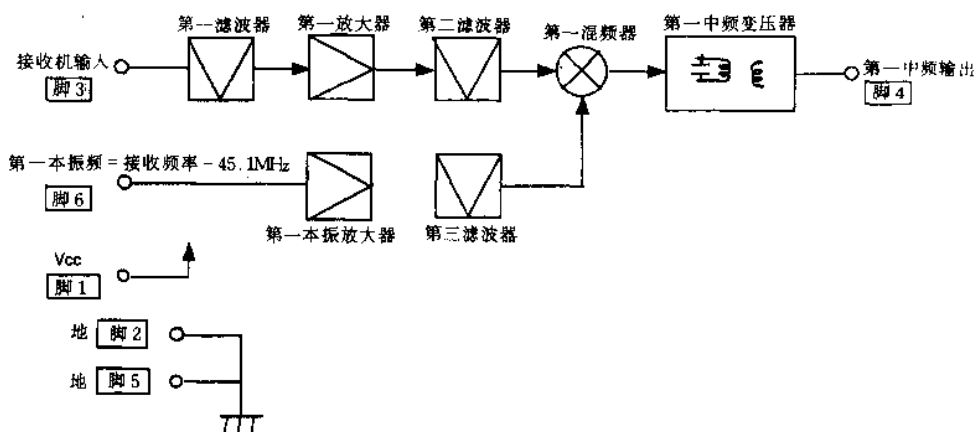 第一滤波器 第一放大器 第二滤波器 第一混频器 第一中频变压器
接收机输入
脚 3
第一中频输出
脚 4
第一本振频 = 接收频率 - 45.1MHz
脚 6
第一本振放大器 第三滤波器
Vcc
脚 1
地 脚 2
地 脚 5